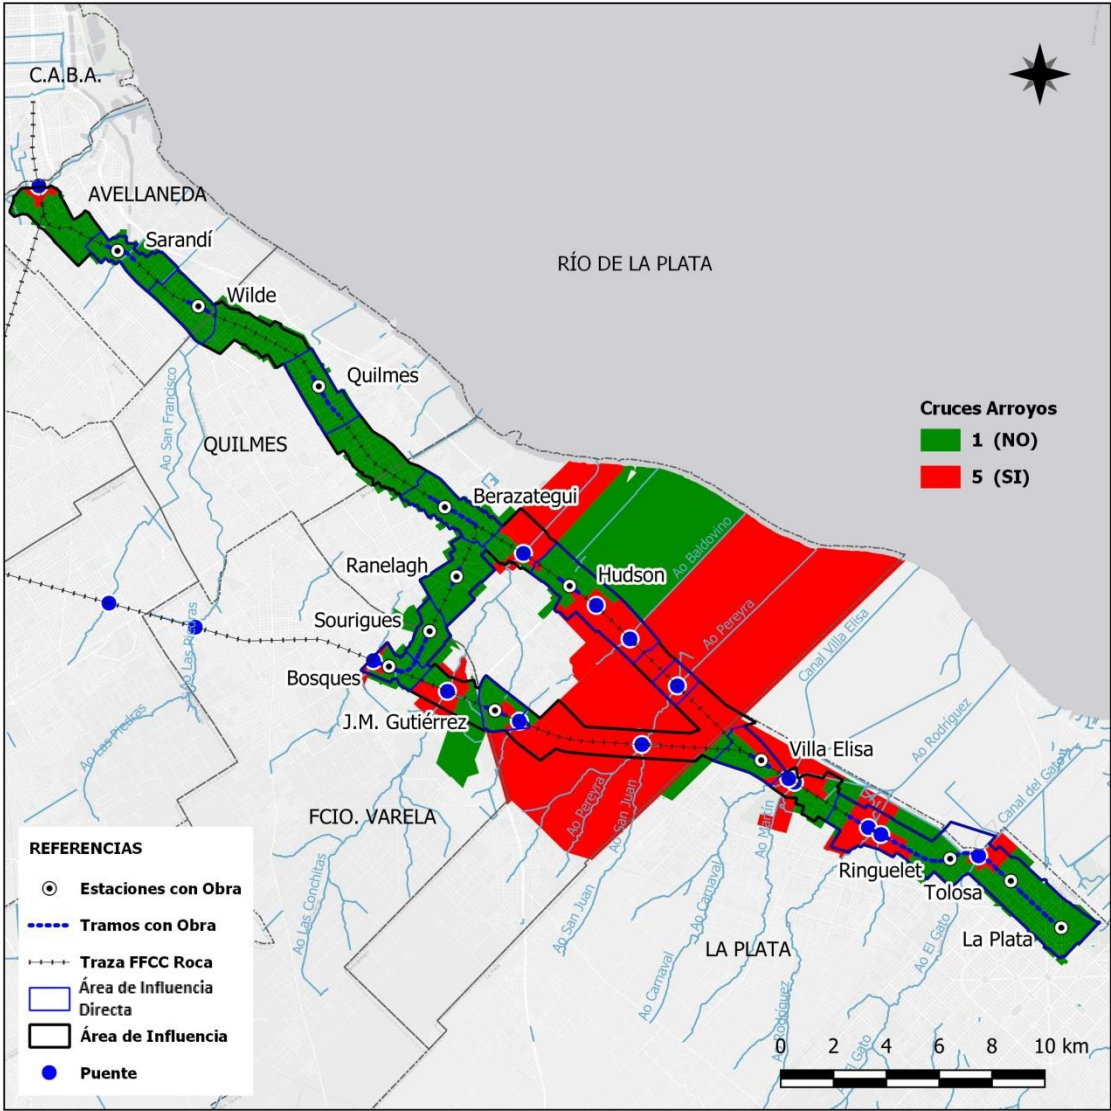 C.A.B.A.
AVELLANEDA
Sarandí
RÍO DE LA PLATA
Wilde
Quilmes
Ao San Francisco
QUILMES
Cruces Arroyos
1 (NO)
5 (SI)
Berazategui
Ao Baldovino
Ranelagh
Hudson
Ao Pereyra
Sourigues
Canal Villa Elisa
Ao Las Piedras
Bosques
Ao Rodriguez
J.M. Gutiérrez
Villa Elisa
Ao Las Piedras
Canal del Gato
Ao Pereyra
Ao San Juan
FCIO. VARELA
Ao Martín
Ringuelet
Tolosa
Ao Las Conchitas
Ao San Juan
Ao Carnaval
La Plata
LA PLATA
Ao El Gato
Ao Carnaval
Ao Rodríguez
Ao El Gato
REFERENCIAS
Estaciones con Obra
Tramos con Obra
Traza FFCC Roca
Área de Influencia
Directa
Área de Influencia
Puente
0 2 4 6 8 10 km